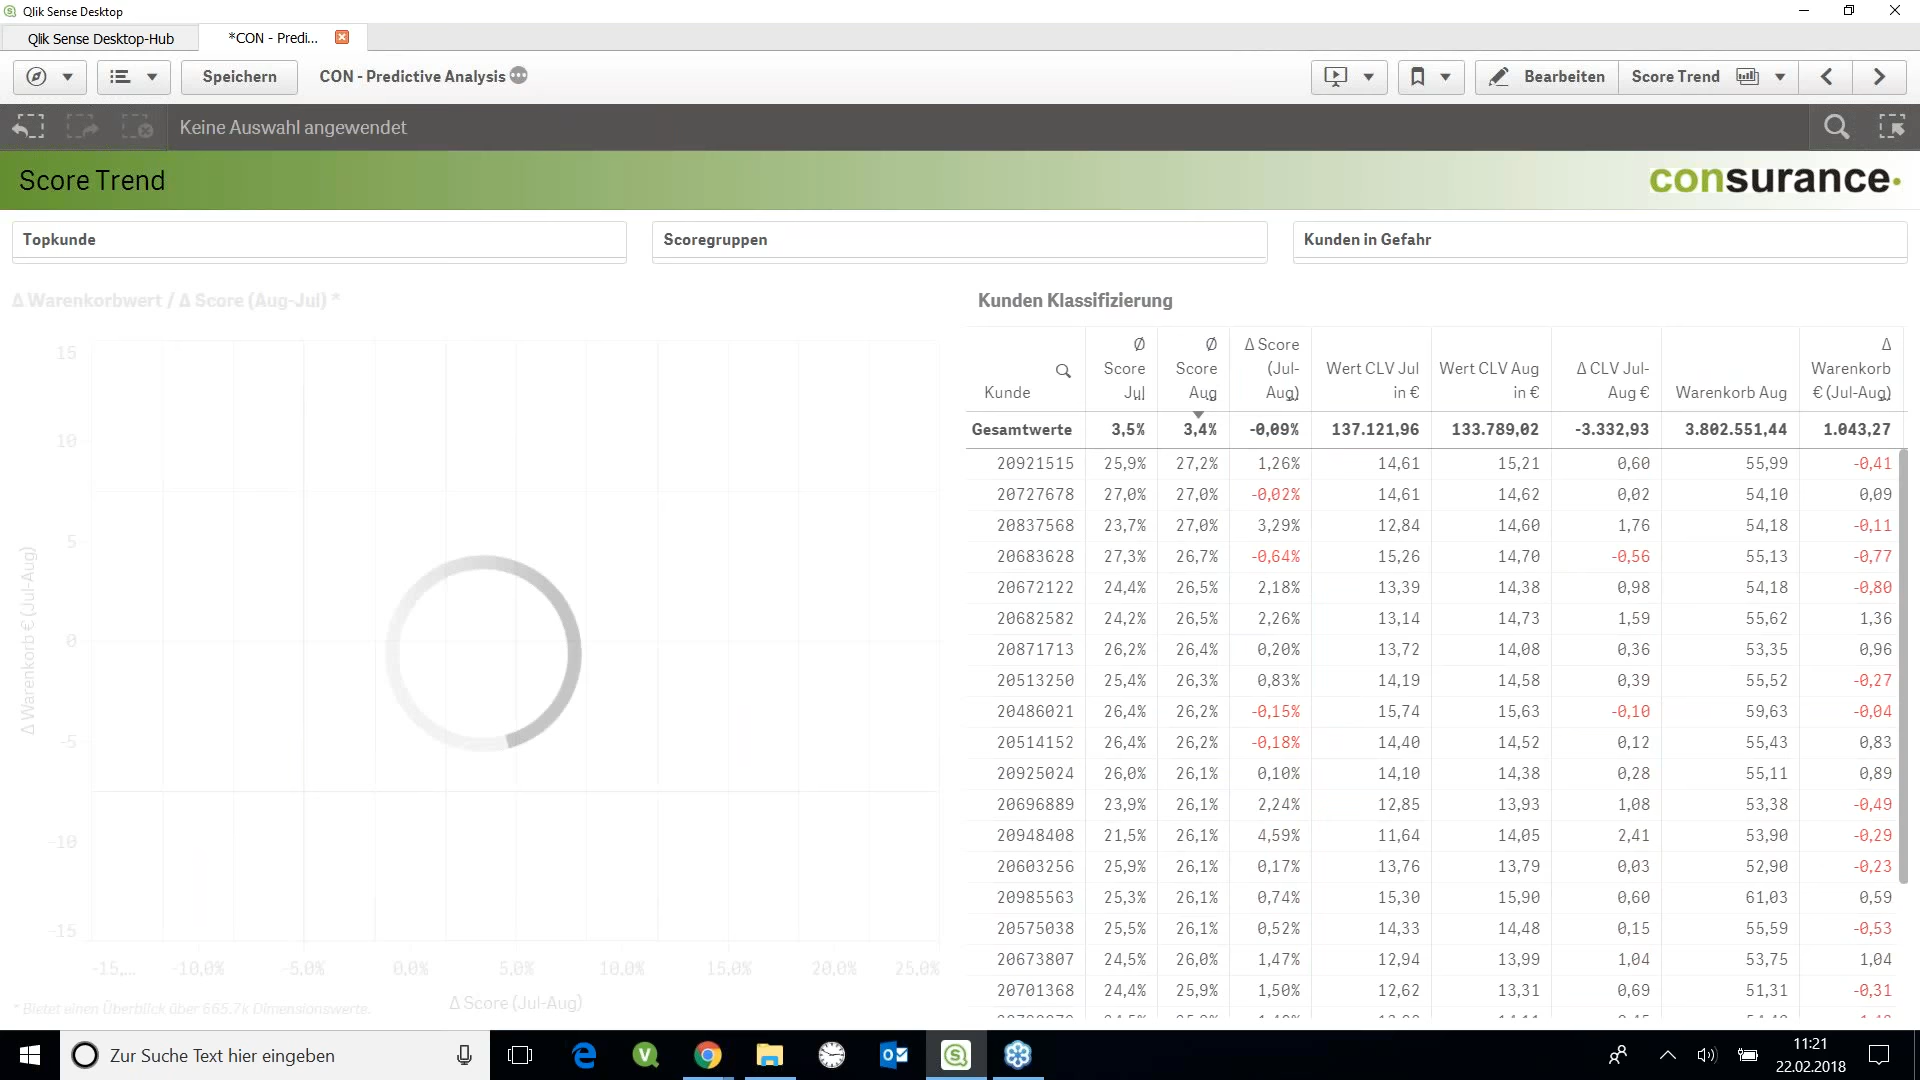 Qlik Sense Desktop
Qlik Sense Desktop-Hub
*CON - Predi...
Speichern
CON - Predictive Analysis
Bearbeiten
Score Trend
Keine Auswahl angewendet
Score Trend
consurance
Topkunde
Scoregruppen
Kunden in Gefahr
Δ Warenkorbwert / Δ Score (Aug-Jul) *
Δ Warenkorb € (Jul-Aug)
15
10
5
0
-5
-10
-15
-15,... -10,0% -5,0% 0,0% 5,0% 10,0% 15,0% 20,0% 25,0%
Δ Score (Jul-Aug)
* Bietet einen Überblick über 665.7k Dimensionswerte.
Kunden Klassifizierung
Kunde
Ø Score Jul
Ø Score Aug
Δ Score (Jul-Aug)
Wert CLV Jul in €
Wert CLV Aug in €
Δ CLV Jul-Aug €
Warenkorb Aug
Δ Warenkorb € (Jul-Aug)
Gesamtwerte 3,5% 3,4% -0,09% 137.121,96 133.789,02 -3.332,93 3.802.551,44 1.043,27
20921515 25,9% 27,2% 1,26% 14,61 15,21 0,60 55,99 -0,41
20727678 27,0% 27,0% -0,02% 14,61 14,62 0,02 54,10 0,09
20837568 23,7% 27,0% 3,29% 12,84 14,60 1,76 54,18 -0,11
20683628 27,3% 26,7% -0,64% 15,26 14,70 -0,56 55,13 -0,77
20672122 24,4% 26,5% 2,18% 13,39 14,38 0,98 54,18 -0,80
20682582 24,2% 26,5% 2,26% 13,14 14,73 1,59 55,62 1,36
20871713 26,2% 26,4% 0,20% 13,72 14,08 0,36 53,35 0,96
20513250 25,4% 26,3% 0,83% 14,19 14,58 0,39 55,52 -0,27
20486021 26,4% 26,2% -0,15% 15,74 15,63 -0,10 59,63 -0,04
20514152 26,4% 26,2% -0,18% 14,40 14,52 0,12 55,43 0,83
20925024 26,0% 26,1% 0,10% 14,10 14,38 0,28 55,11 0,89
20696889 23,9% 26,1% 2,24% 12,85 13,93 1,08 53,38 -0,49
20948408 21,5% 26,1% 4,59% 11,64 14,05 2,41 53,90 -0,29
20603256 25,9% 26,1% 0,17% 13,76 13,79 0,03 52,90 -0,23
20985563 25,3% 26,1% 0,74% 15,30 15,90 0,60 61,03 0,59
20575038 25,5% 26,1% 0,52% 14,33 14,48 0,15 55,59 -0,53
20673807 24,5% 26,0% 1,47% 12,94 13,99 1,04 53,75 1,04
20701368 24,4% 25,9% 1,50% 12,62 13,31 0,69 51,31 -0,31
Zur Suche Text hier eingeben
11:21
22.02.2018